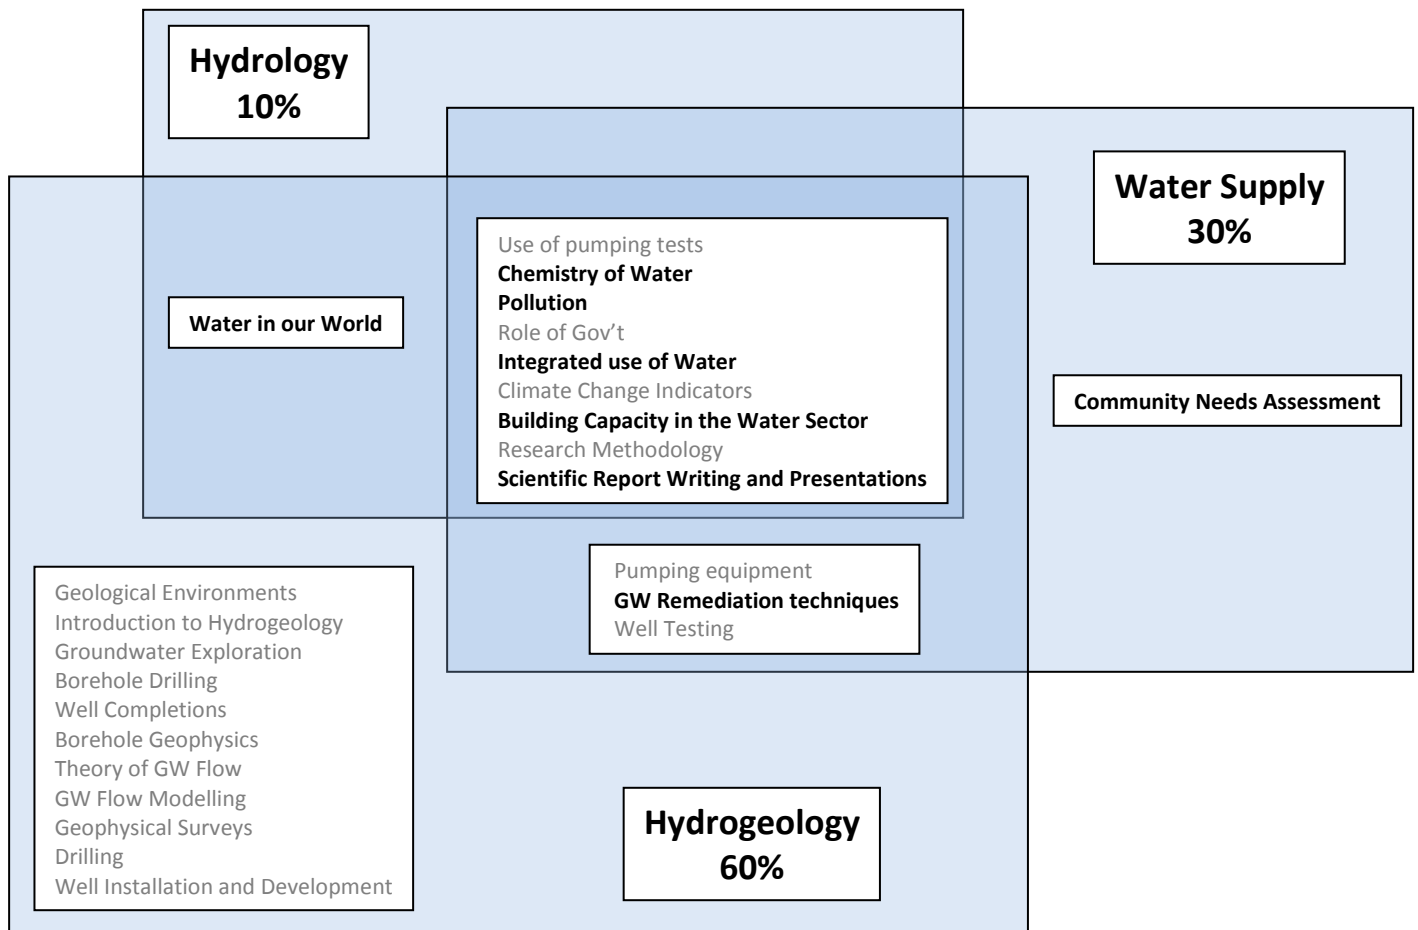 Hydrology
10%
Water Supply
30%
Use of pumping tests
Chemistry of Water
Pollution
Role of Gov’t
Integrated use of Water
Climate Change Indicators
Building Capacity in the Water Sector
Research Methodology
Scientific Report Writing and Presentations
Water in our World
Community Needs Assessment
Pumping equipment
GW Remediation techniques
Well Testing
Geological Environments
Introduction to Hydrogeology
Groundwater Exploration
Borehole Drilling
Well Completions
Borehole Geophysics
Theory of GW Flow
GW Flow Modelling
Geophysical Surveys
Drilling
Well Installation and Development
Hydrogeology
60%